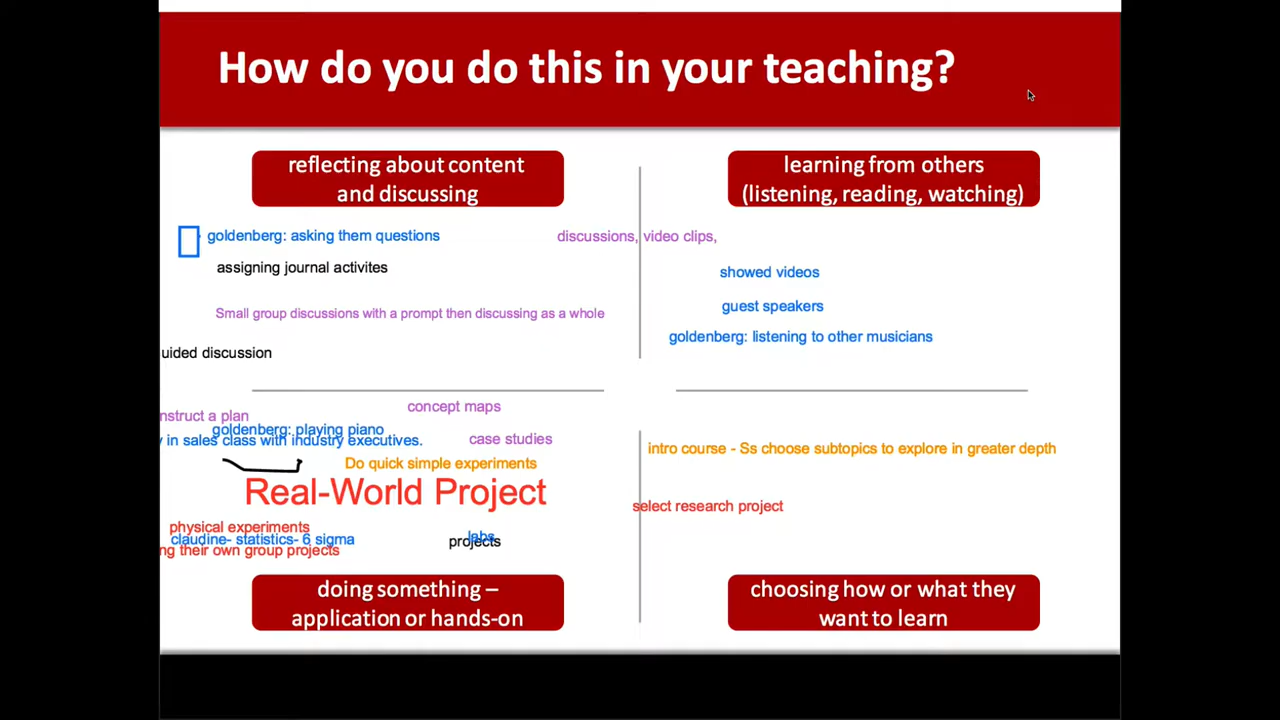 How do you do this in your teaching?
reflecting about content
and discussing
learning from others
(listening, reading, watching)
goldenberg: asking them questions
discussions, video clips,
assigning journal activites
showed videos
guest speakers
Small group discussions with a prompt then discussing as a whole
goldenberg: listening to other musicians
uided discussion
concept maps
nstruct a plan
goldenberg: playing piano
y in sales class with industry executives.
case studies
intro course - Ss choose subtopics to explore in greater depth
Do quick simple experiments
Real-World Project
select research project
physical experiments
claudine- statistics- 6 sigma
labs
projects
ng their own group projects
doing something –
application or hands-on
choosing how or what they
want to learn